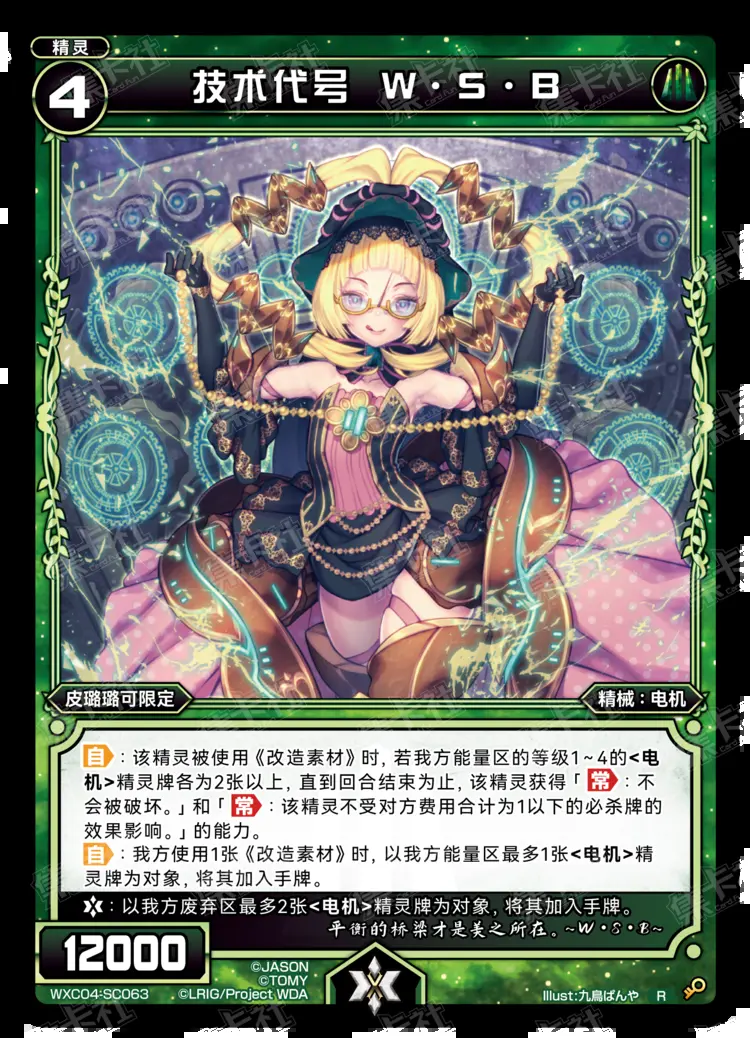 精灵
4
技术代号 W·S·B
皮璐璐可限定
精械：电机
自：该精灵被使用《改造素材》时, 若我方能量区的等级1~4的<电
机>精灵牌各为2张以上, 直到回合结束为止, 该精灵获得「常：不
会被破坏。」和「常：该精灵不受对方费用合计为1以下的必杀牌的
效果影响。」的能力。
自：我方使用1张《改造素材》时, 以我方能量区最多1张<电机>精
灵牌为对象, 将其加入手牌。
：以我方废弃区最多2张<电机>精灵牌为对象, 将其加入手牌。
平衡的桥梁才是美之所在。~W·S·B~
12000
©JASON
©TOMY
WXC04-SC063 ©LRIG/Project WDA
Illust:九鳥ぱんや R
集卡社